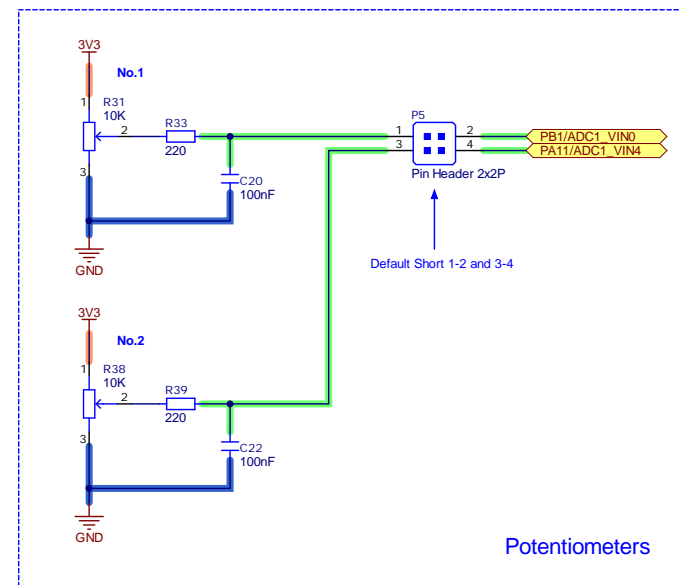 3V3
No.1
1
R31
10K
2
R33
220
3
C20
100nF
GND
P5
1
2
3
4
PB1/ADC1_VIN0
PA11/ADC1_VIN4
Pin Header 2x2P
Default Short 1-2 and 3-4
3V3
No.2
1
R38
10K
2
R39
220
3
C22
100nF
GND
Potentiometers